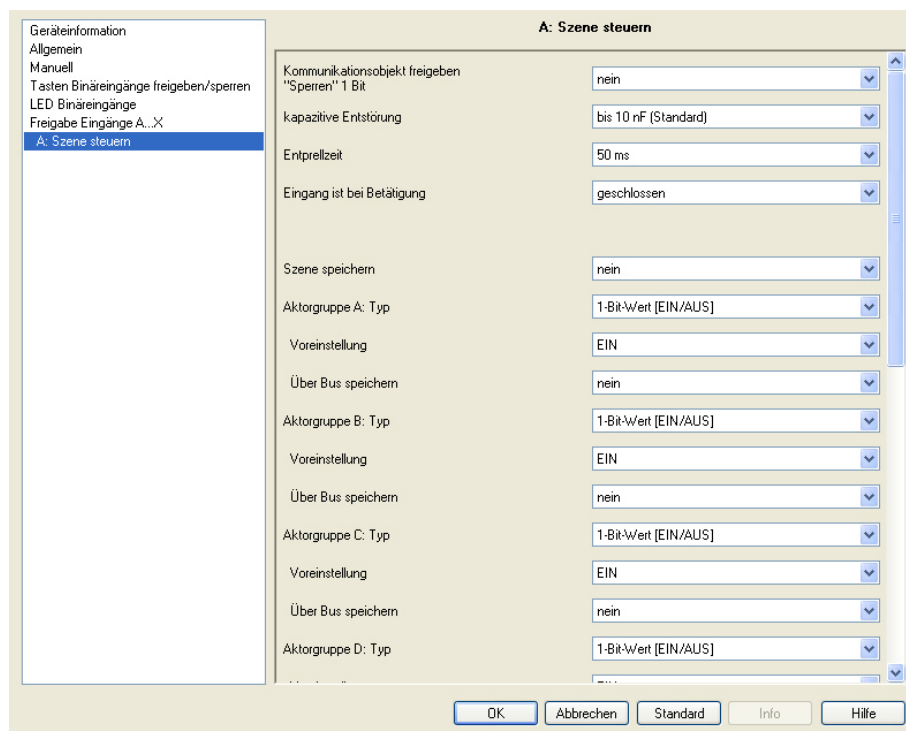 Geräteinformation
Allgemein
Manuell
Tasten Binäreingänge freigeben/sperren
LED Binäreingänge
Freigabe Eingänge A...X
A: Szene steuern
A: Szene steuern
Kommunikationsobjekt freigeben
"Sperren" 1 Bit
nein
kapazitive Entstörung
bis 10 nF (Standard)
Entprellzeit
50 ms
Eingang ist bei Betätigung
geschlossen
Szene speichern
nein
Aktorgruppe A: Typ
1-Bit-Wert [EIN/AUS]
Voreinstellung
EIN
Über Bus speichern
nein
Aktorgruppe B: Typ
1-Bit-Wert [EIN/AUS]
Voreinstellung
EIN
Über Bus speichern
nein
Aktorgruppe C: Typ
1-Bit-Wert [EIN/AUS]
Voreinstellung
EIN
Über Bus speichern
nein
Aktorgruppe D: Typ
1-Bit-Wert [EIN/AUS]
OK
Abbrechen
Standard
Info
Hilfe